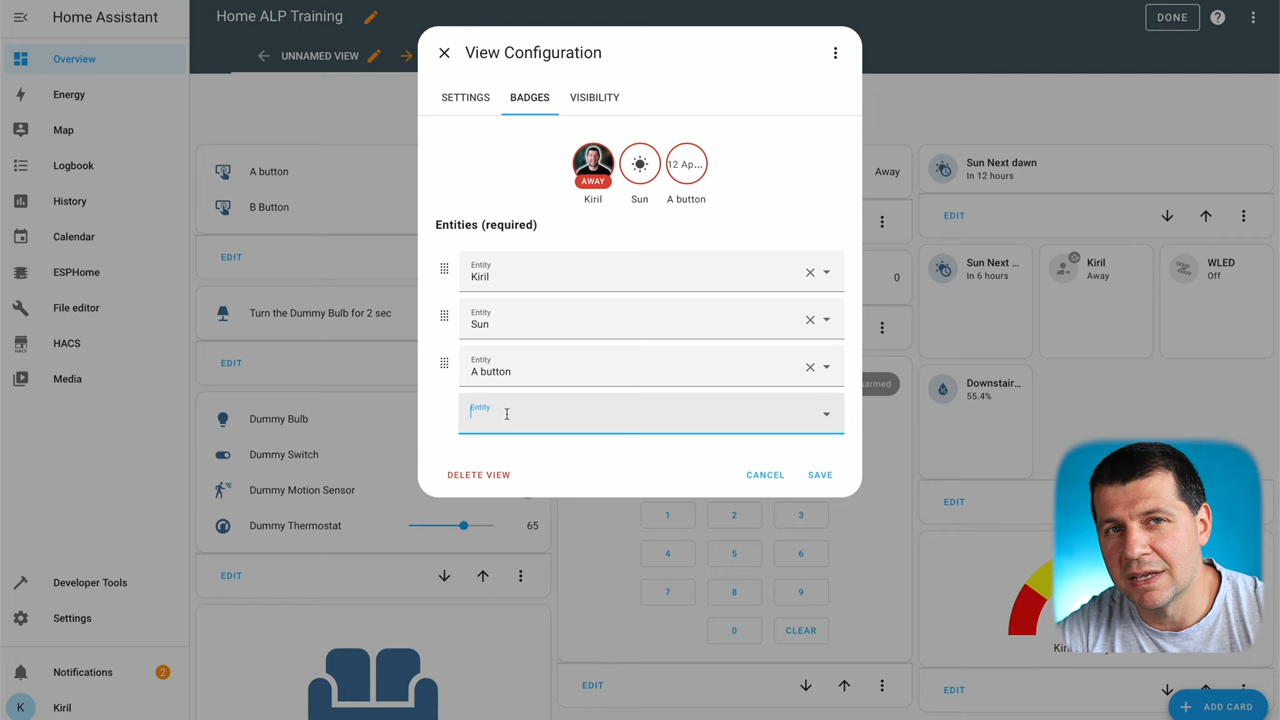 Home Assistant
Overview
Energy
Map
Logbook
History
Calendar
ESPHome
File editor
HACS
HACS
Media
Developer Tools
Settings
Notifications
2
K
Kiril
Home ALP Training
DONE
UNNAMED VIEW
A button
B Button
EDIT
Turn the Dummy Bulb for 2 sec
EDIT
Dummy Bulb
Dummy Switch
Dummy Motion Sensor
Dummy Thermostat
65
EDIT
View Configuration
SETTINGS
BADGES
VISIBILITY
AWAY
12 Ap...
Kiril
Sun
A button
Entities (required)
Entity
Kiril
Entity
Sun
Entity
A button
Entity
DELETE VIEW
CANCEL
SAVE
Away
0
armed
1
2
3
4
5
6
7
8
9
0
CLEAR
EDIT
Sun Next dawn
In 12 hours
EDIT
Sun Next ...
In 6 hours
Kiril
Away
WLED
Off
Downstair...
55.4%
EDIT
Ki
EDIT
ADD CARD